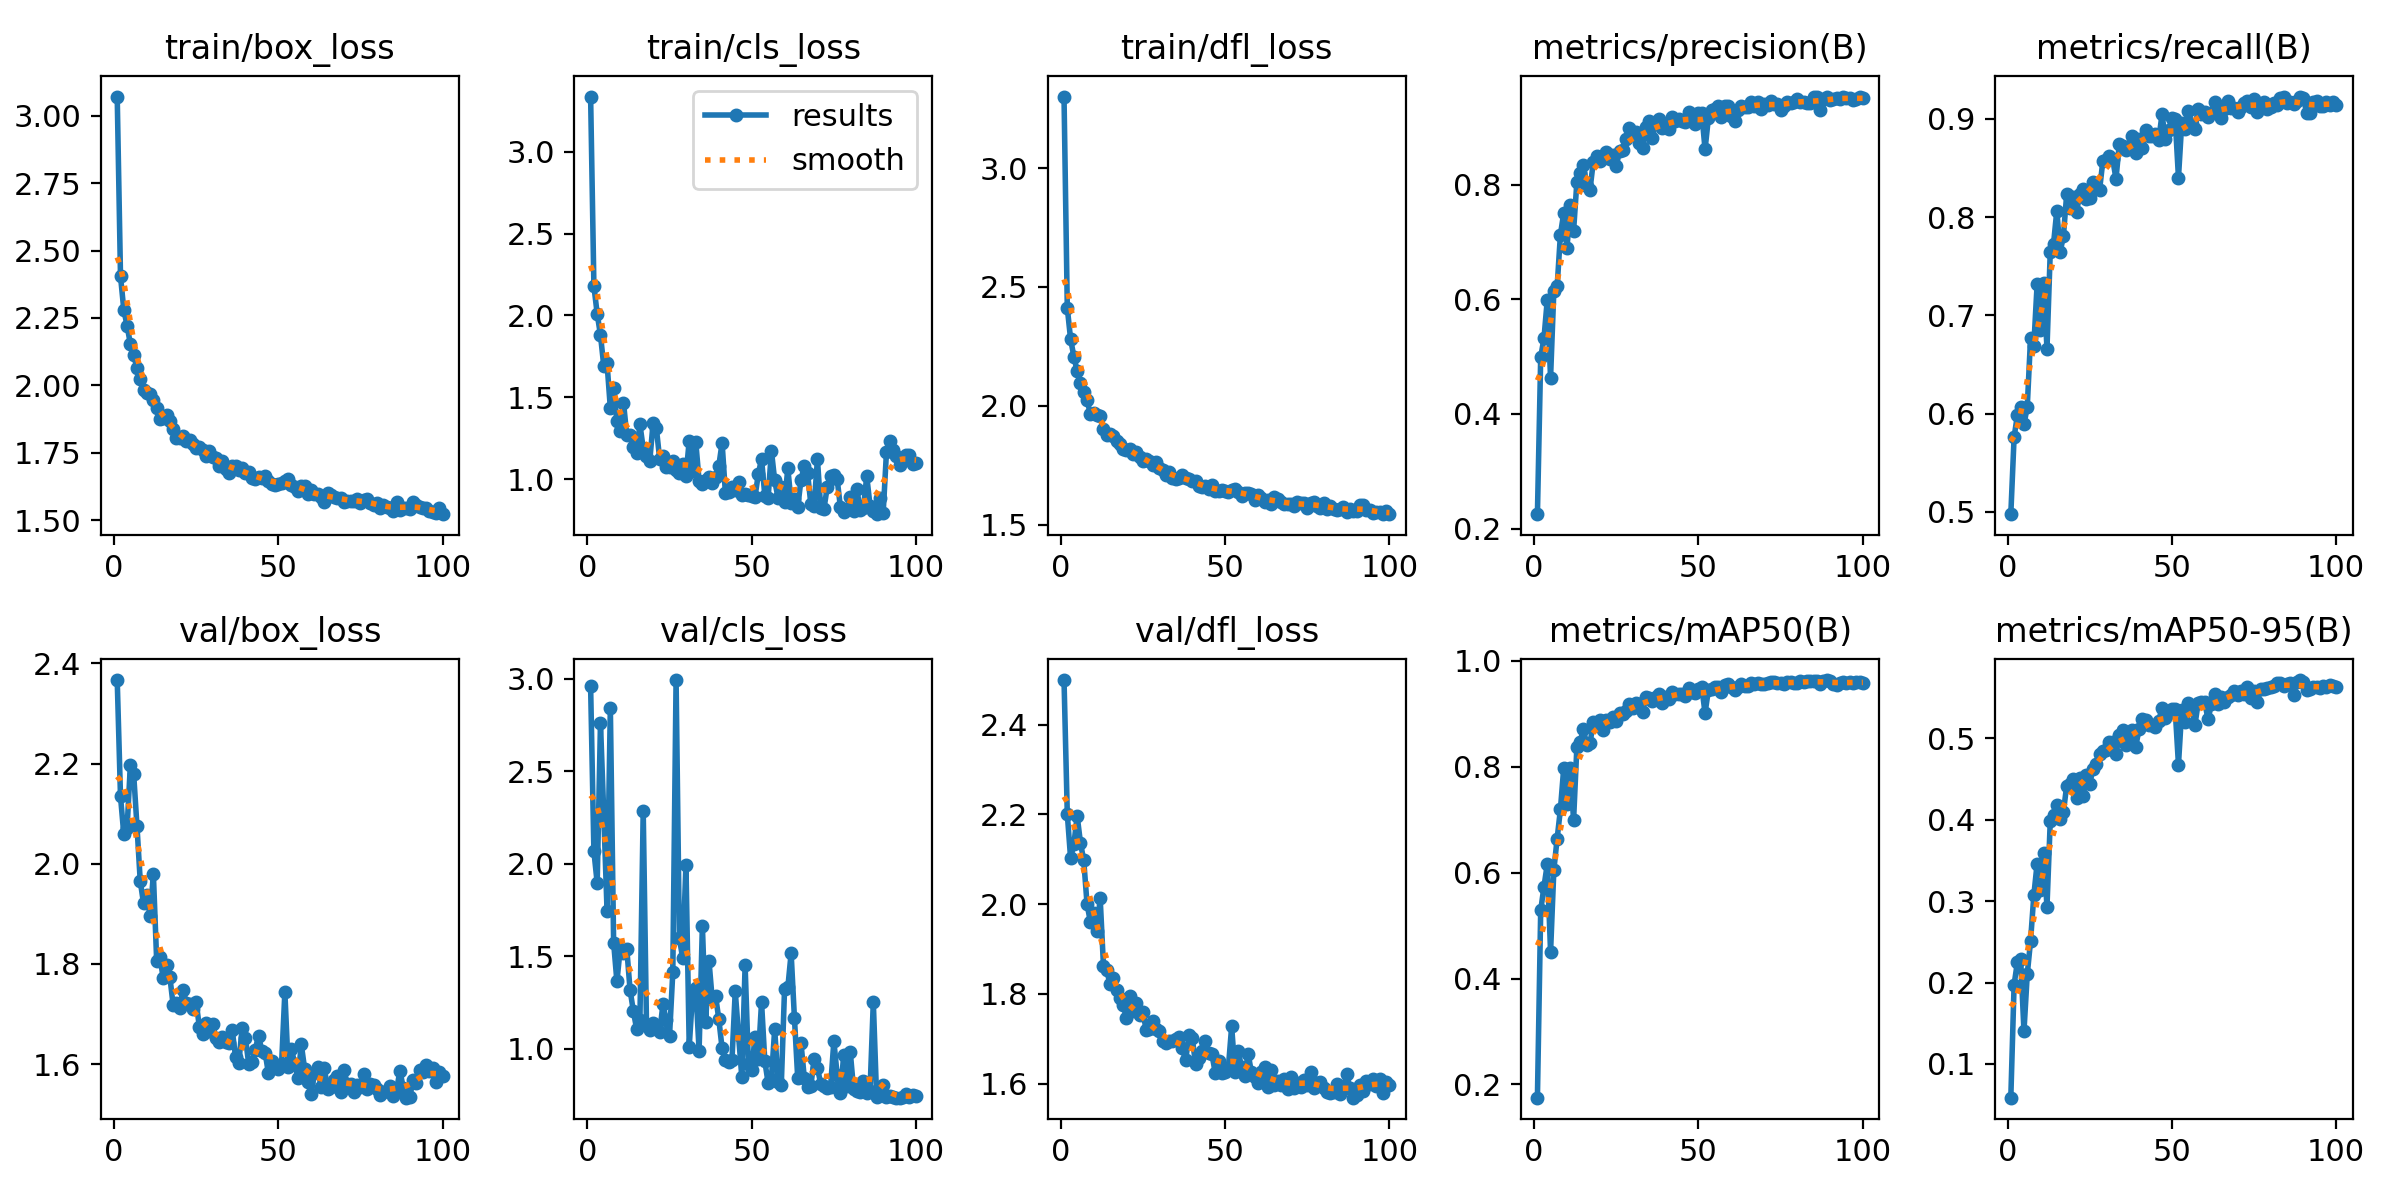 train/box_loss
train/cls_loss
train/dfl_loss
metrics/precision(B)
metrics/recall(B)
3.00
2.75
2.50
2.25
2.00
1.75
1.50
0 50 100
results
smooth
3.0
2.5
2.0
1.5
1.0
0 50 100
3.0
2.5
2.0
1.5
0 50 100
0.8
0.6
0.4
0.2
0 50 100
0.9
0.8
0.7
0.6
0.5
0 50 100
val/box_loss
val/cls_loss
val/dfl_loss
metrics/mAP50(B)
metrics/mAP50-95(B)
2.4
2.2
2.0
1.8
1.6
0 50 100
3.0
2.5
2.0
1.5
1.0
0 50 100
2.4
2.2
2.0
1.8
1.6
0 50 100
1.0
0.8
0.6
0.4
0.2
0 50 100
0.5
0.4
0.3
0.2
0.1
0 50 100